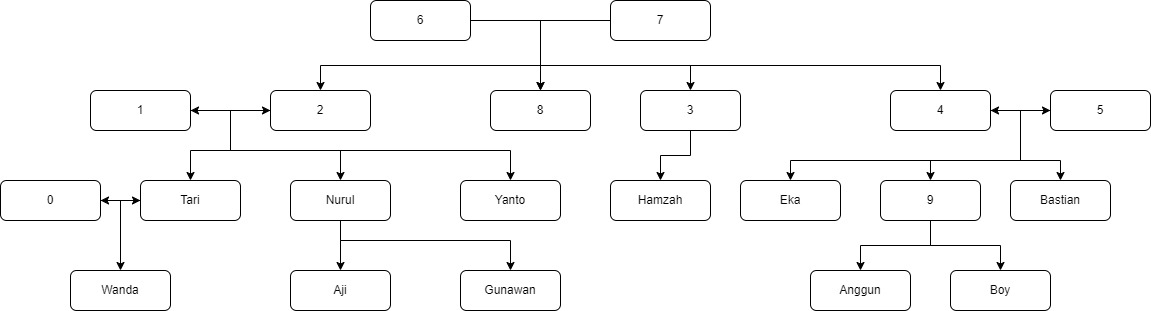 6
7
1
2
8
3
4
5
0
Tari
Nurul
Yanto
Hamzah
Eka
9
Bastian
Wanda
Aji
Gunawan
Anggun
Boy